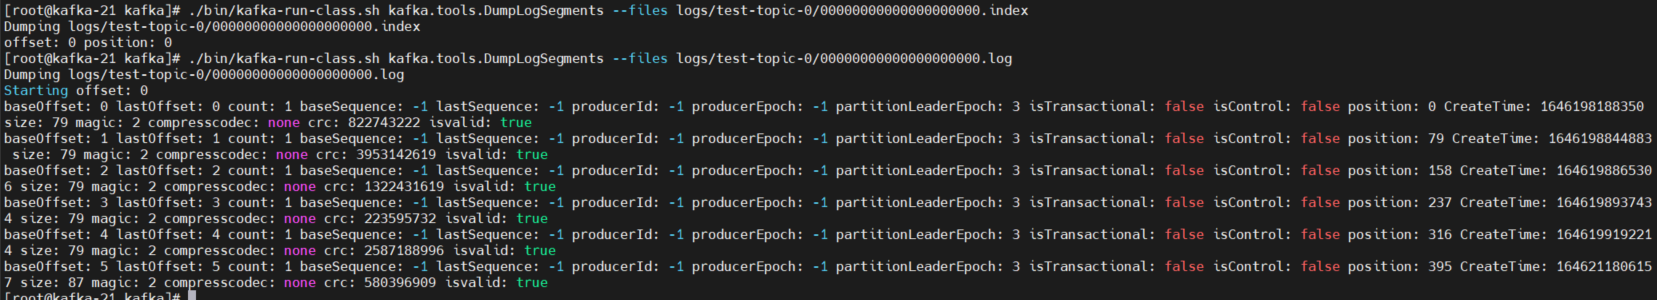 [root@kafka-21 kafka]# ./bin/kafka-run-class.sh kafka.tools.DumpLogSegments --files logs/test-topic-0/00000000000000000000.index
Dumping logs/test-topic-0/00000000000000000000.index
offset: 0 position: 0
[root@kafka-21 kafka]# ./bin/kafka-run-class.sh kafka.tools.DumpLogSegments --files logs/test-topic-0/00000000000000000000.log
Dumping logs/test-topic-0/00000000000000000000.log
Starting offset: 0
baseOffset: 0 lastOffset: 0 count: 1 baseSequence: -1 lastSequence: -1 producerId: -1 producerEpoch: -1 partitionLeaderEpoch: 3 isTransactional: false isControl: false position: 0 CreateTime: 1646198188350
size: 79 magic: 2 compresscodec: none crc: 822743222 isvalid: true
baseOffset: 1 lastOffset: 1 count: 1 baseSequence: -1 lastSequence: -1 producerId: -1 producerEpoch: -1 partitionLeaderEpoch: 3 isTransactional: false isControl: false position: 79 CreateTime: 1646198844883
 size: 79 magic: 2 compresscodec: none crc: 3953142619 isvalid: true
baseOffset: 2 lastOffset: 2 count: 1 baseSequence: -1 lastSequence: -1 producerId: -1 producerEpoch: -1 partitionLeaderEpoch: 3 isTransactional: false isControl: false position: 158 CreateTime: 164619886530
6 size: 79 magic: 2 compresscodec: none crc: 1322431619 isvalid: true
baseOffset: 3 lastOffset: 3 count: 1 baseSequence: -1 lastSequence: -1 producerId: -1 producerEpoch: -1 partitionLeaderEpoch: 3 isTransactional: false isControl: false position: 237 CreateTime: 164619893743
4 size: 79 magic: 2 compresscodec: none crc: 223595732 isvalid: true
baseOffset: 4 lastOffset: 4 count: 1 baseSequence: -1 lastSequence: -1 producerId: -1 producerEpoch: -1 partitionLeaderEpoch: 3 isTransactional: false isControl: false position: 316 CreateTime: 164619919221
4 size: 79 magic: 2 compresscodec: none crc: 2587188996 isvalid: true
baseOffset: 5 lastOffset: 5 count: 1 baseSequence: -1 lastSequence: -1 producerId: -1 producerEpoch: -1 partitionLeaderEpoch: 3 isTransactional: false isControl: false position: 395 CreateTime: 164621180615
7 size: 87 magic: 2 compresscodec: none crc: 580396909 isvalid: true
[root@kafka-21 kafka]#